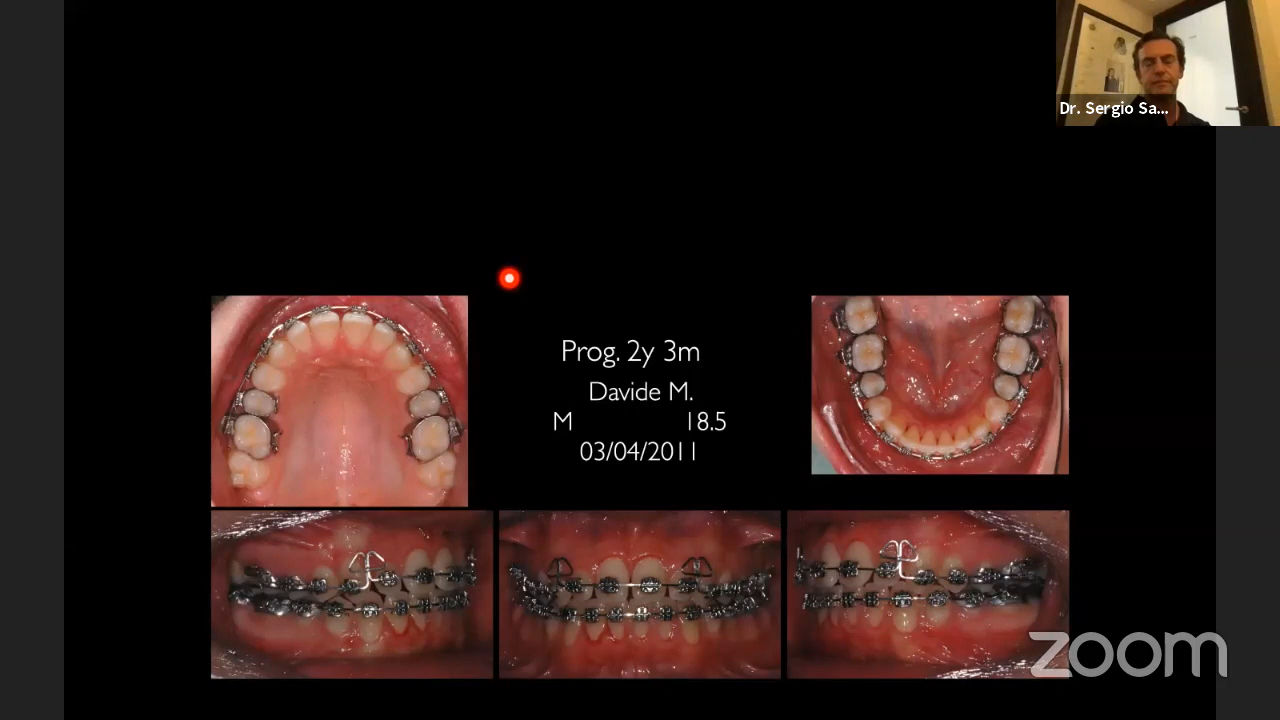 Dr. Sergio Sa...
Prog. 2y 3m
Davide M.
M 18.5
03/04/2011
zoom